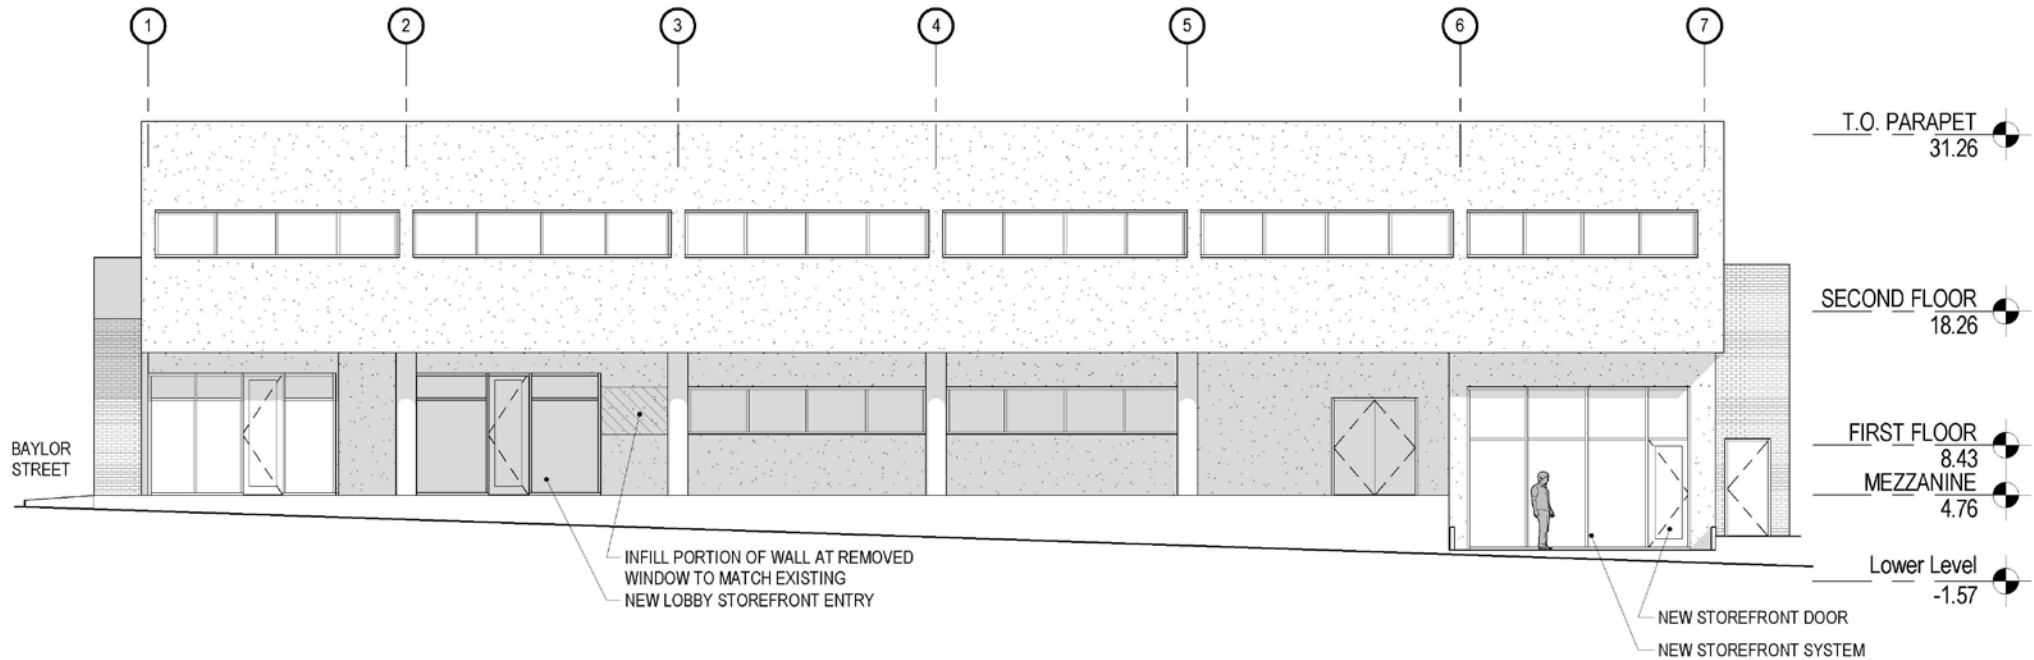 1 2 3 4 5 6 7
T.O. PARAPET
31.26
SECOND FLOOR
18.26
FIRST FLOOR
8.43
MEZZANINE
4.76
Lower Level
-1.57
BAYLOR
STREET
INFILL PORTION OF WALL AT REMOVED
WINDOW TO MATCH EXISTING
NEW LOBBY STOREFRONT ENTRY
NEW STOREFRONT DOOR
NEW STOREFRONT SYSTEM